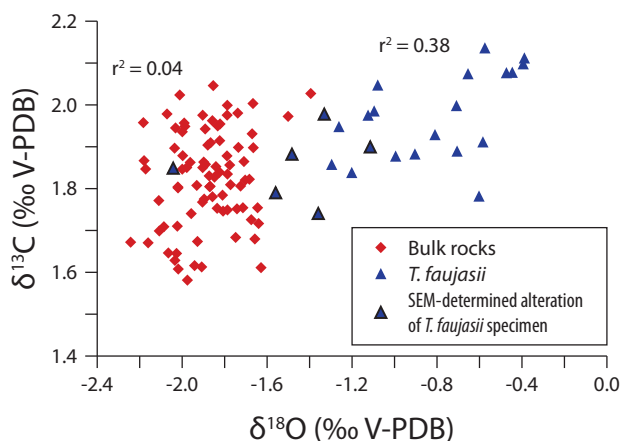 2.2
2.0
1.8
1.6
1.4
δ¹³C (‰ V-PDB)
r² = 0.04
r² = 0.38
Bulk rocks
T. faujasii
SEM-determined alteration
of T. faujasii specimen
-2.4
-2.0
-1.6
-1.2
-0.8
-0.4
0.0
δ¹⁸O (‰ V-PDB)